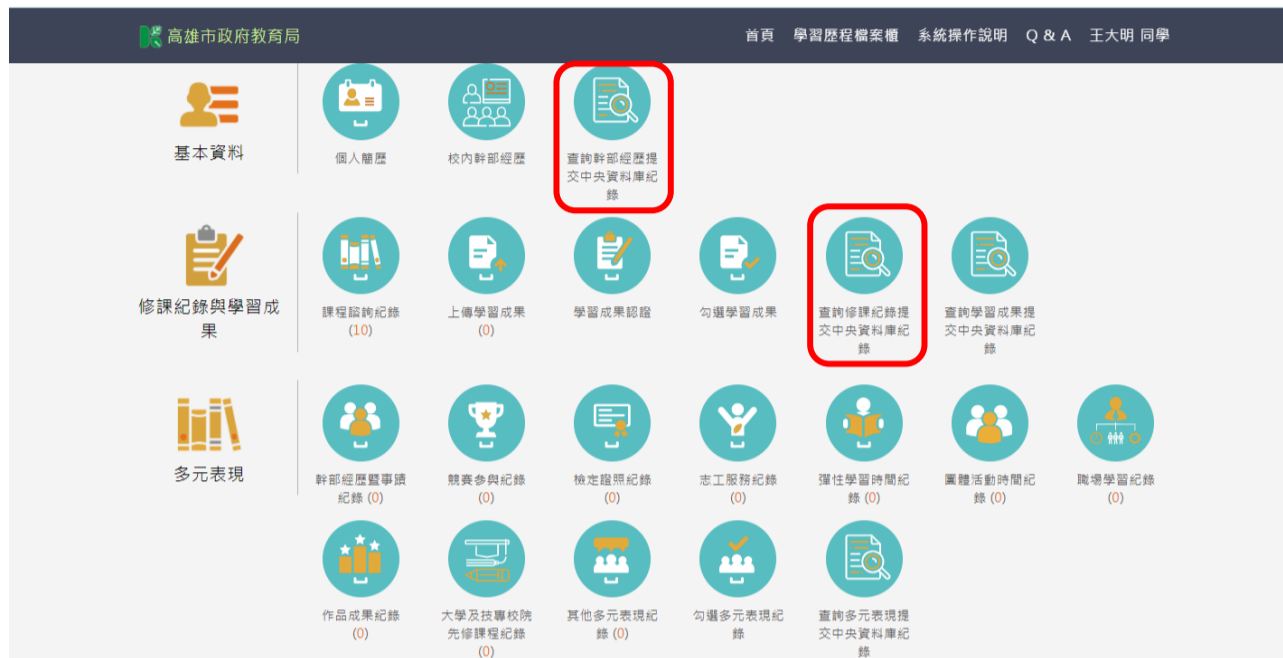 高雄市政府教育局
首頁 學習歷程檔案櫃 系統操作說明 Q & A 王大明 同學
基本資料
個人簡歷
校內幹部經歷
查詢幹部經歷提
交中央資料庫紀
錄
修課紀錄與學習成
果
課程諮詢紀錄
(10)
上傳學習成果
(0)
學習成果認證
勾選學習成果
查詢修課紀錄提
交中央資料庫紀
錄
查詢學習成果提
交中央資料庫紀
錄
多元表現
幹部經歷暨事蹟
紀錄 (0)
競賽參與紀錄
(0)
檢定證照紀錄
(0)
志工服務紀錄
(0)
彈性學習時間紀
錄 (0)
團體活動時間紀
錄 (0)
職場學習紀錄
(0)
作品成果紀錄
(0)
大學及技專校院
先修課程紀錄
(0)
其他多元表現紀
錄 (0)
勾選多元表現紀
錄
查詢多元表現提
交中央資料庫紀
錄